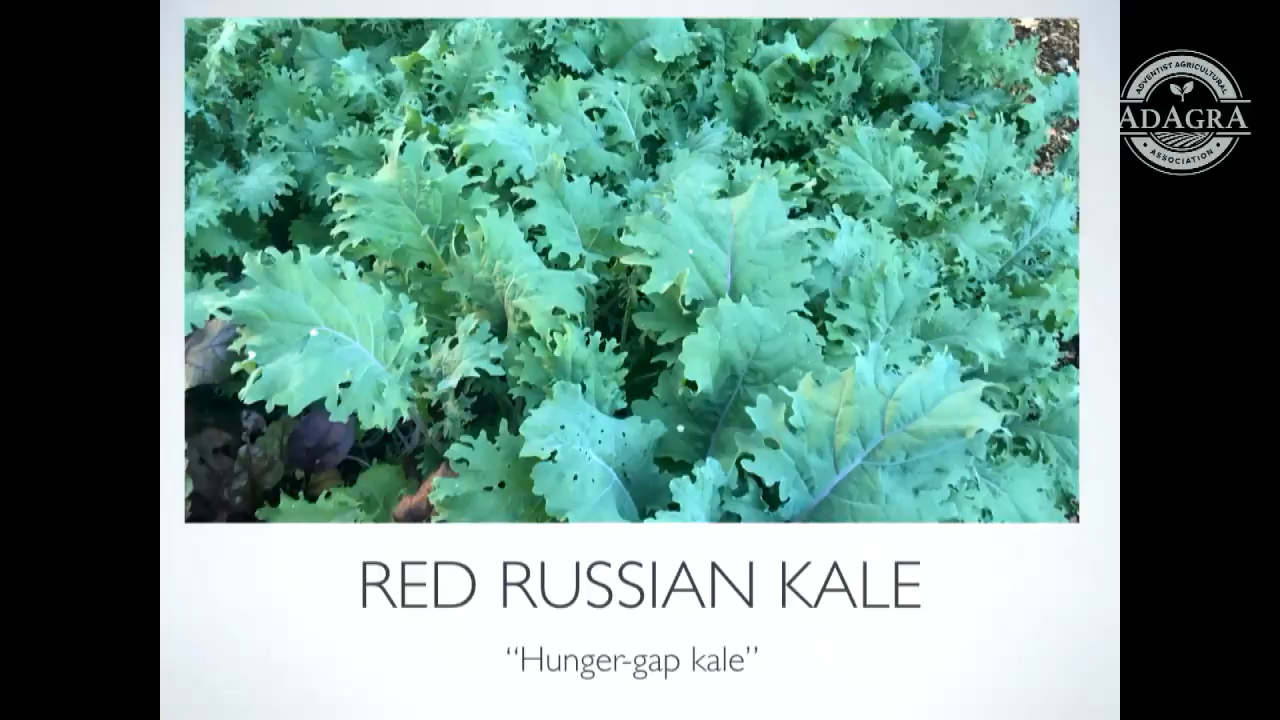 RED RUSSIAN KALE
“Hunger-gap kale”
ADVENTIST AGRICULTURAL
ADAGRA
• ASSOCIATION •